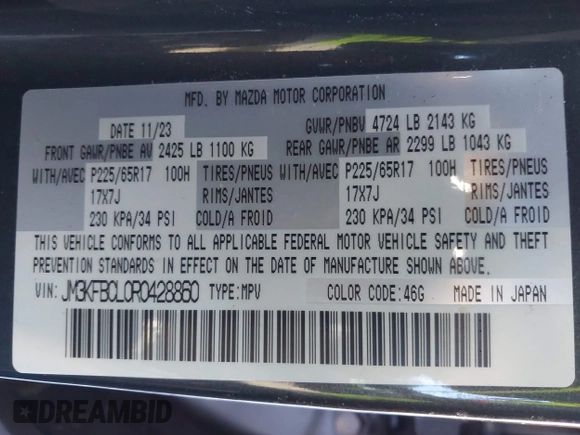 MFD. BY MAZDA MOTOR CORPORATION
DATE 11/23 GVWR/PNBV 4724 LB 2143 KG
FRONT GAWR/PNBE AV 2425 LB 1100 KG REAR GAWR/PNBE AR 2299 LB 1043 KG
WITH/AVEC P225/65R17 100H TIRES/PNEUS WITH/AVEC P225/65R17 100H TIRES/PNEUS
17X7J RIMS/JANTES 17X7J RIMS/JANTES
230 KPA/34 PSI COLD/A FROID 230 KPA/34 PSI COLD/A FROID
THIS VEHICLE CONFORMS TO ALL APPLICABLE FEDERAL MOTOR VEHICLE SAFETY AND THEFT
PREVENTION STANDARDS IN EFFECT ON THE DATE OF MANUFACTURE SHOWN ABOVE.
VIN: JM3KFBCL0R0428860 TYPE:MPV COLOR CODE:46G MADE IN JAPAN
DREAMBID